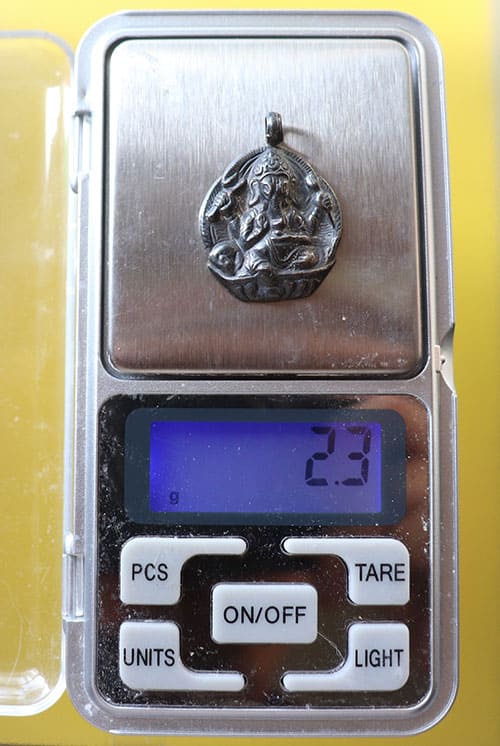 2.3
g
PCS
TARE
ON/OFF
UNITS
LIGHT